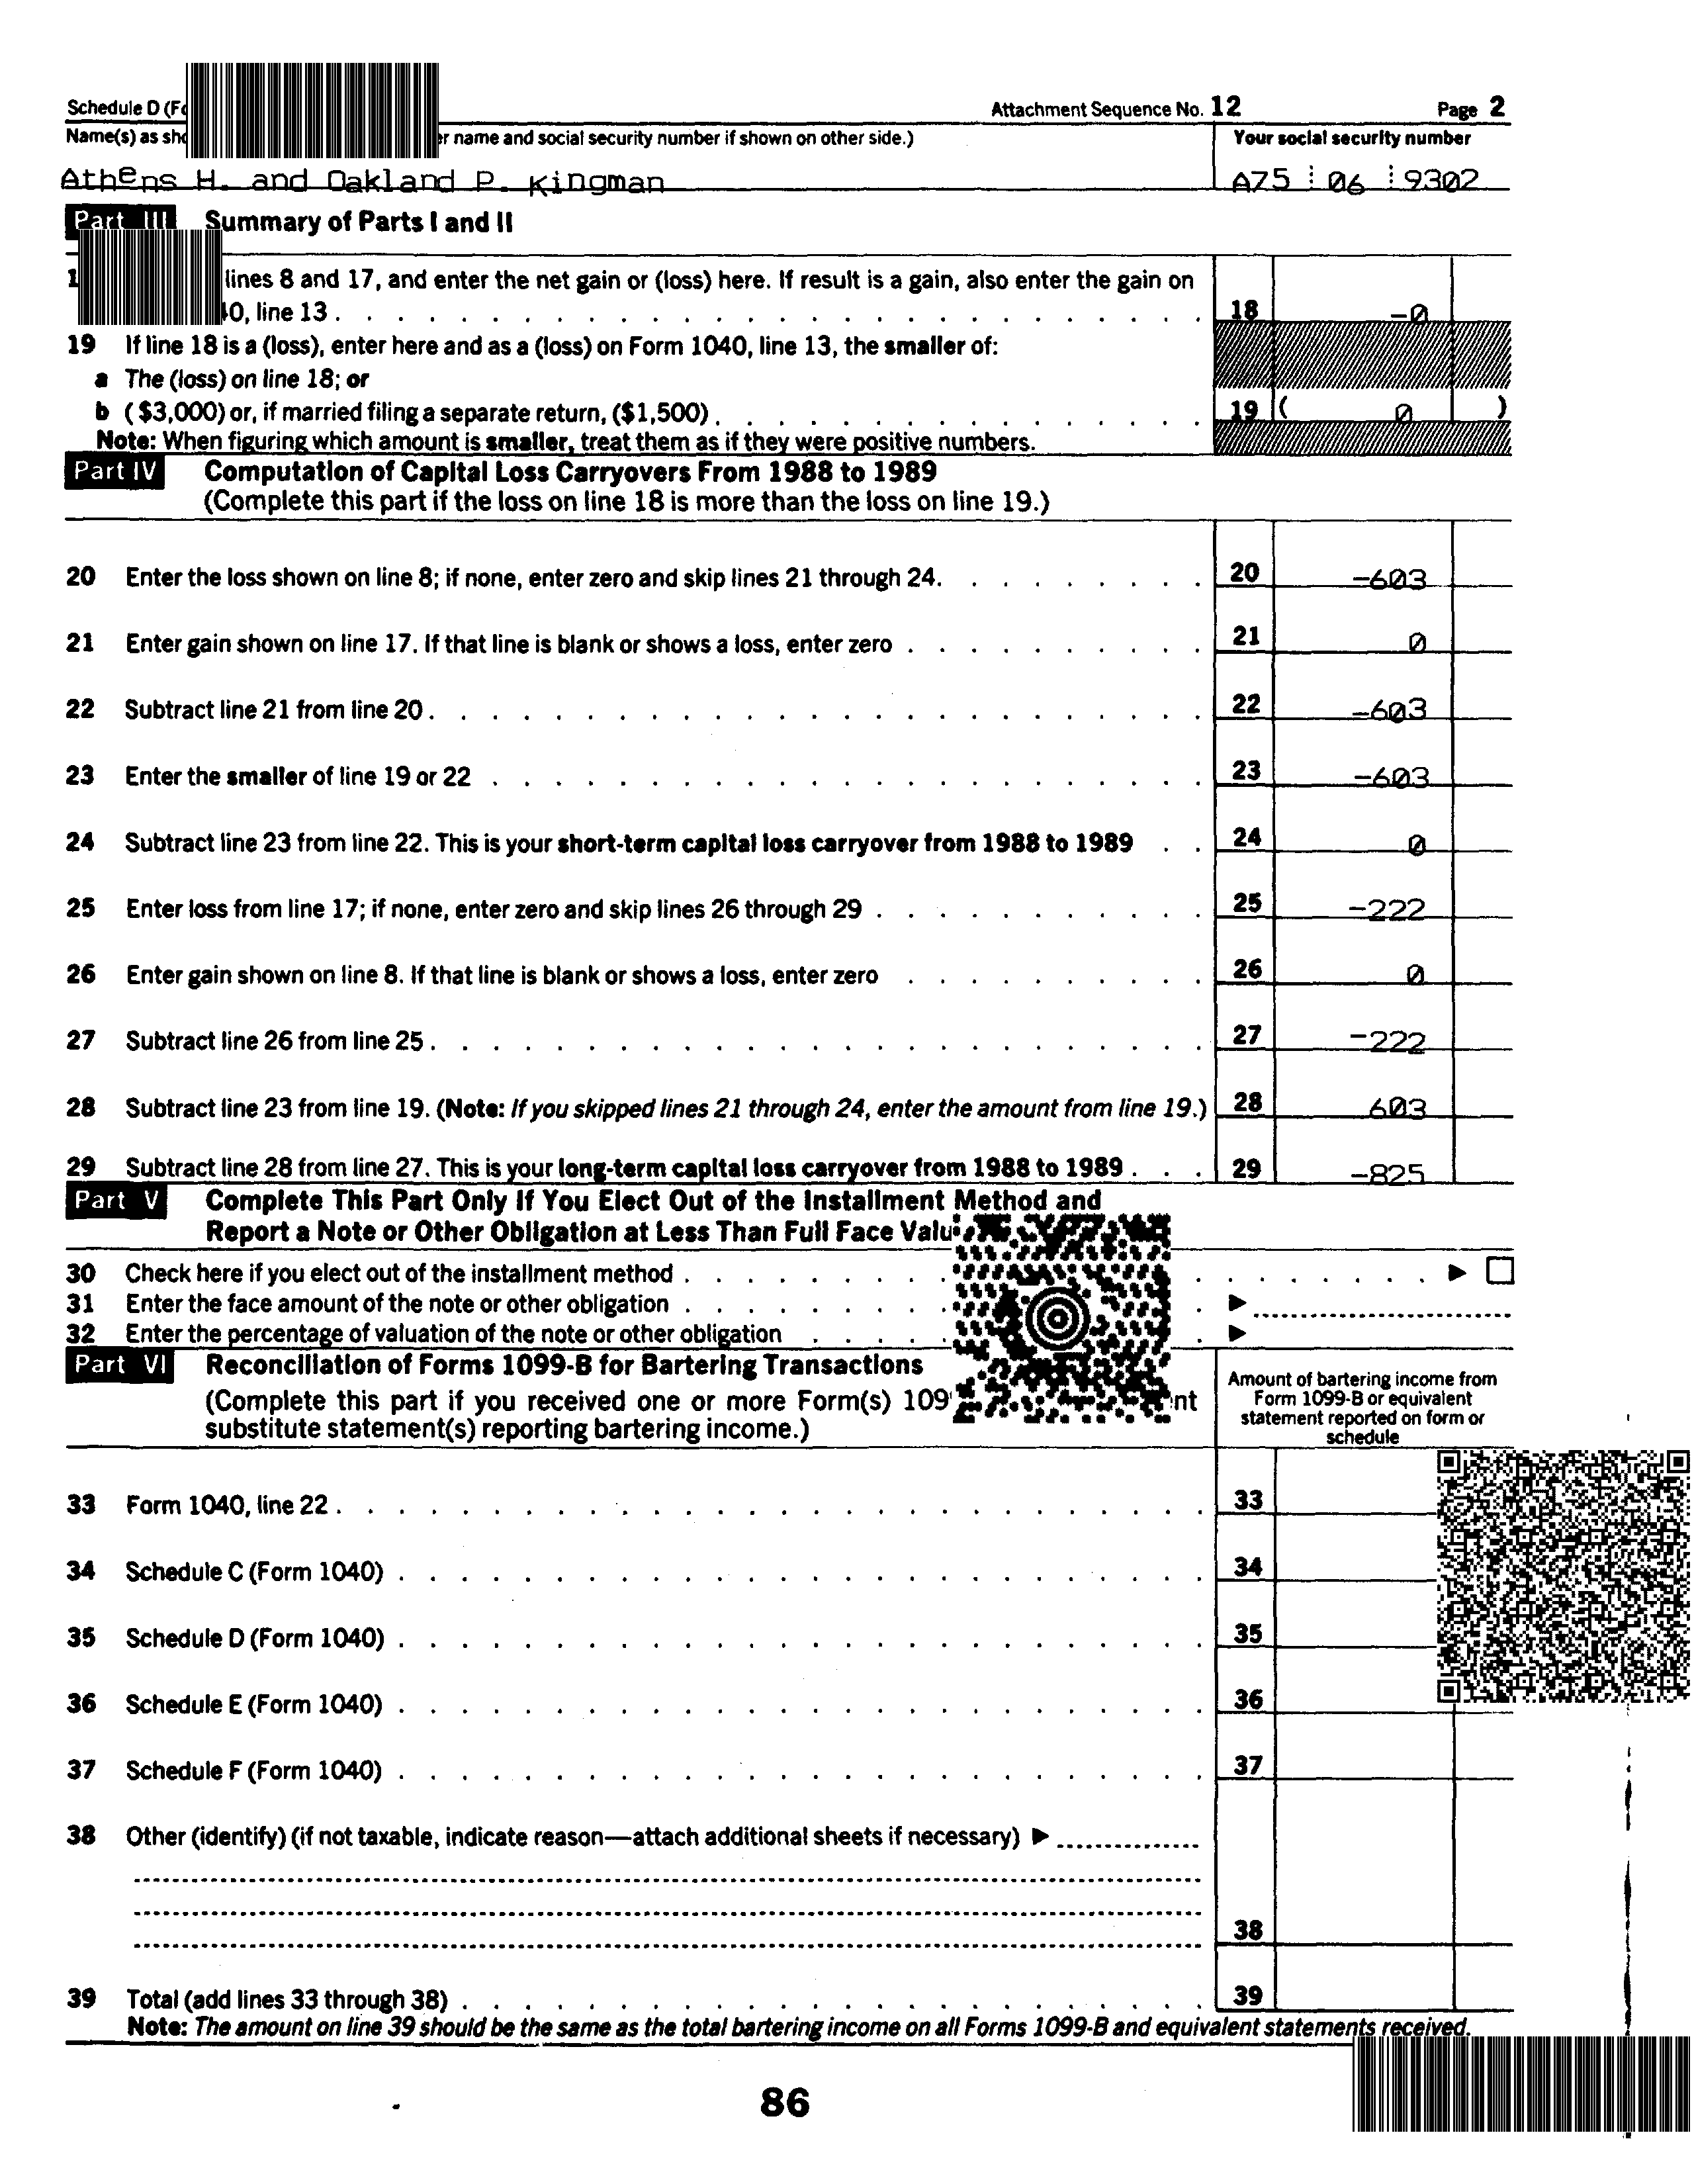 Schedule D (Fo
Attachment Sequence No. 12
Page 2
Name(s) as sho er name and social security number if shown on other side.)
Your social security number
Athens H. and Oakland P. Kingman
A75 06 9302
Part III Summary of Parts I and II
lines 8 and 17, and enter the net gain or (loss) here. If result is a gain, also enter the gain on
0, line 13 . . . 18 -0
19 If line 18 is a (loss), enter here and as a (loss) on Form 1040, line 13, the smaller of:
a The (loss) on line 18; or
b ($3,000) or, if married filing a separate return, ($1,500) . . . 19 ( 0 )
Note: When figuring which amount is smaller, treat them as if they were positive numbers.
Part IV Computation of Capital Loss Carryovers From 1988 to 1989
(Complete this part if the loss on line 18 is more than the loss on line 19.)
20 Enter the loss shown on line 8; if none, enter zero and skip lines 21 through 24. . . . 20 -603
21 Enter gain shown on line 17. If that line is blank or shows a loss, enter zero . . . 21 0
22 Subtract line 21 from line 20 . . . 22 -603
23 Enter the smaller of line 19 or 22 . . . 23 -603
24 Subtract line 23 from line 22. This is your short-term capital loss carryover from 1988 to 1989 . . 24 0
25 Enter loss from line 17; if none, enter zero and skip lines 26 through 29 . . . 25 -222
26 Enter gain shown on line 8. If that line is blank or shows a loss, enter zero . . . 26 0
27 Subtract line 26 from line 25 . . . 27 -222
28 Subtract line 23 from line 19. (Note: If you skipped lines 21 through 24, enter the amount from line 19.) 28 603
29 Subtract line 28 from line 27. This is your long-term capital loss carryover from 1988 to 1989 . . . 29 -825
Part V Complete This Part Only If You Elect Out of the Installment Method and
Report a Note or Other Obligation at Less Than Full Face Valu
30 Check here if you elect out of the installment method . . . ▶ ☐
31 Enter the face amount of the note or other obligation . . . ▶
32 Enter the percentage of valuation of the note or other obligation . . . ▶
Part VI Reconciliation of Forms 1099-B for Bartering Transactions
(Complete this part if you received one or more Form(s) 109 nt
substitute statement(s) reporting bartering income.)
Amount of bartering income from
Form 1099-B or equivalent
statement reported on form or
schedule
33 Form 1040, line 22 . . . 33
34 Schedule C (Form 1040) . . . 34
35 Schedule D (Form 1040) . . . 35
36 Schedule E (Form 1040) . . . 36
37 Schedule F (Form 1040) . . . 37
38 Other (identify) (if not taxable, indicate reason—attach additional sheets if necessary) ▶
38
39 Total (add lines 33 through 38) . . . 39
Note: The amount on line 39 should be the same as the total bartering income on all Forms 1099-B and equivalent statements received.
86